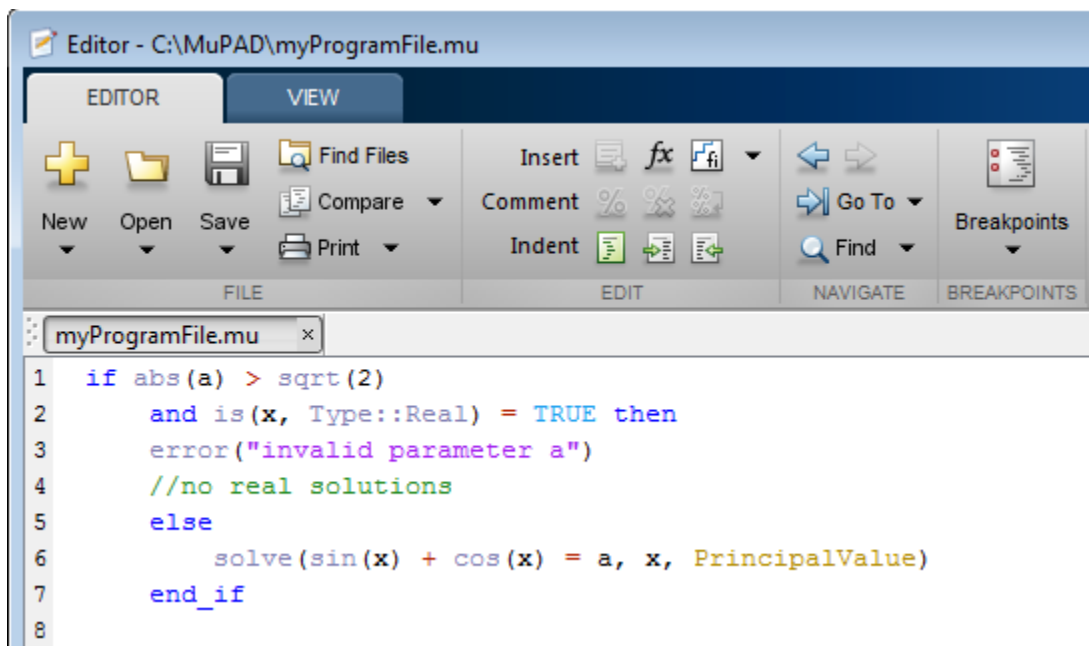 Editor - C:\MuPAD\myProgramFile.mu
EDITOR VIEW
New Open Save Find Files Compare Print
Insert fx fi
Comment % % %
Indent
Go To
Find
Breakpoints
FILE EDIT NAVIGATE BREAKPOINTS
myProgramFile.mu ×
1 if abs(a) > sqrt(2)
2 and is(x, Type::Real) = TRUE then
3 error("invalid parameter a")
4 //no real solutions
5 else
6 solve(sin(x) + cos(x) = a, x, PrincipalValue)
7 end_if
8